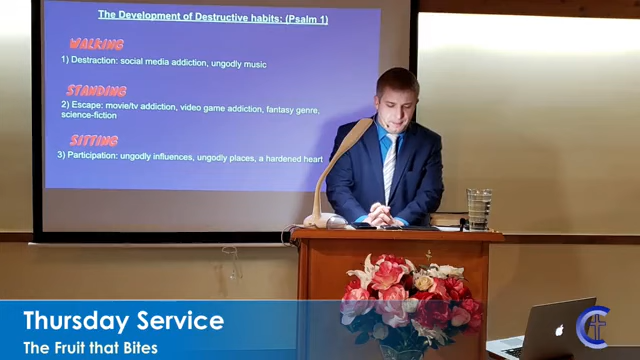 The Development of Destructive habits: (Psalm 1)
WALKING
1) Destraction: social media addiction, ungodly music
STANDING
2) Escape: movie/tv addiction, video game addiction, fantasy genre,
science-fiction
SITTING
3) Participation: ungodly influences, ungodly places, a hardened heart
Thursday Service
The Fruit that Bites